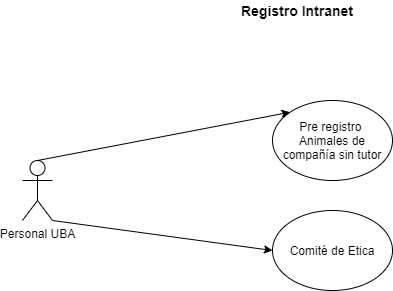 Registro Intranet
Pre registro
Animales de
compañía sin tutor
Personal UBA
Comité de Etica